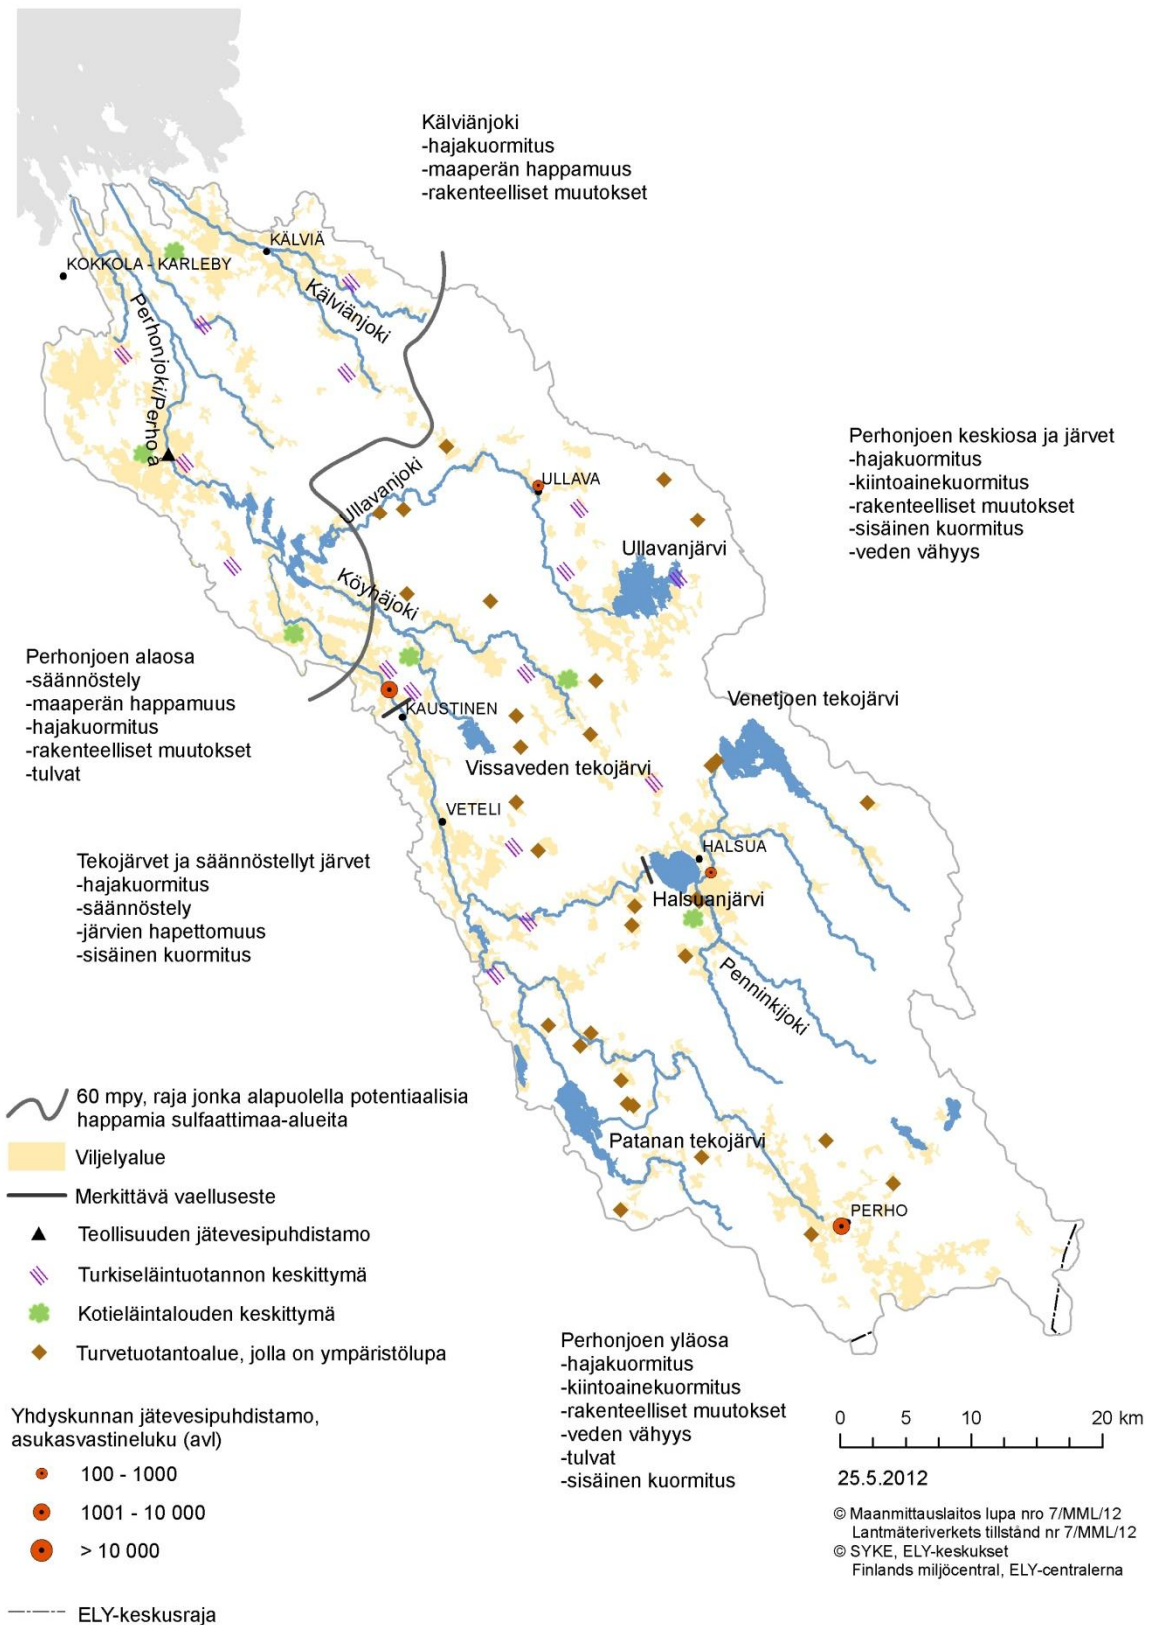 Kälviänjoki
-hajakuormitus
-maaperän happamuus
-rakenteelliset muutokset
KÄLVIÄ
KOKKOLA - KARLEBY
Kälviänjoki
Perhonjoki/Perho å
Perhonjoen keskiosa ja järvet
-hajakuormitus
-kiintoainekuormitus
-rakenteelliset muutokset
-sisäinen kuormitus
-veden vähyys
Ullavanjoki
ULLAVA
Ullavanjärvi
Köyhäjoki
Perhonjoen alaosa
-säännöstely
-maaperän happamuus
-hajakuormitus
-rakenteelliset muutokset
-tulvat
Venetjoen tekojärvi
KAUSTINEN
Vissaveden tekojärvi
VETELI
HALSUA
Tekojärvet ja säännöstellyt järvet
-hajakuormitus
-säännöstely
-järvien hapettomuus
-sisäinen kuormitus
Halsuanjärvi
Penninkijoki
60 mpy, raja jonka alapuolella potentiaalisia
happamia sulfaattimaa-alueita
Viljelyalue
Merkittävä vaelluseste
Teollisuuden jätevesipuhdistamo
Turkiseläintuotannon keskittymä
Kotieläintalouden keskittymä
Turvetuotantoalue, jolla on ympäristölupa
Patanan tekojärvi
PERHO
Yhdyskunnan jätevesipuhdistamo,
asukasvastineluku (avl)
100 - 1000
1001 - 10 000
> 10 000
ELY-keskusraja
Perhonjoen yläosa
-hajakuormitus
-kiintoainekuormitus
-rakenteelliset muutokset
-veden vähyys
-tulvat
-sisäinen kuormitus
0 5 10 20 km
25.5.2012
© Maanmittauslaitos lupa nro 7/MML/12
Lantmäteriverkets tillstånd nr 7/MML/12
© SYKE, ELY-keskukset
Finlands miljöcentral, ELY-centralerna